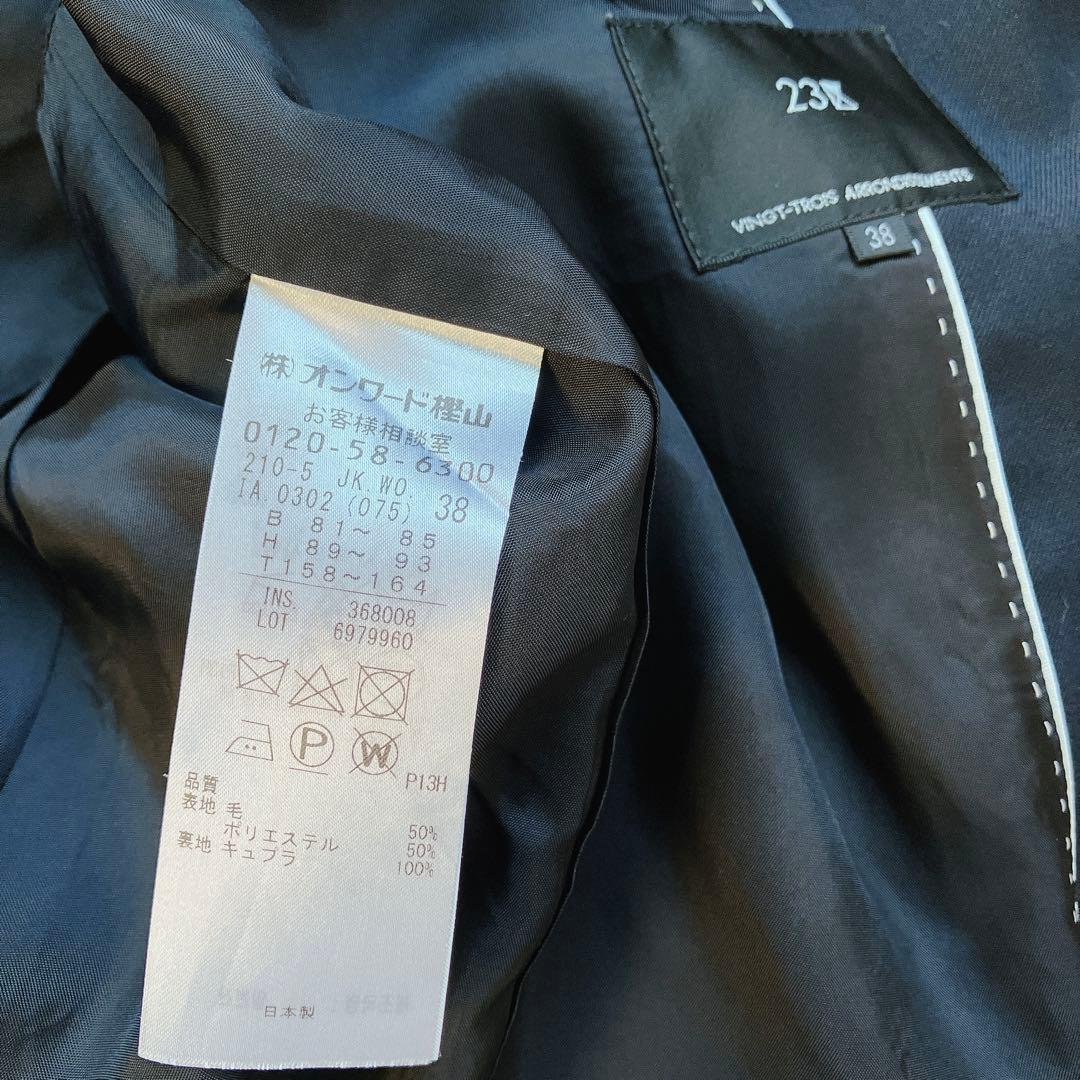 23区
VINGT-TROIS ARRONDISSEMENTS
38
(株)オンワード樫山
お客様相談室
0120-58-6300
210-5 JK.WO.
IA.0302 (075) 38
B 81～ 85
H 89～ 93
T158～164
INS. 368008
LOT 6979960
P W
P13H
品質
表地 毛 50%
ポリエステル 50%
裏地 キュプラ 100%
日本製